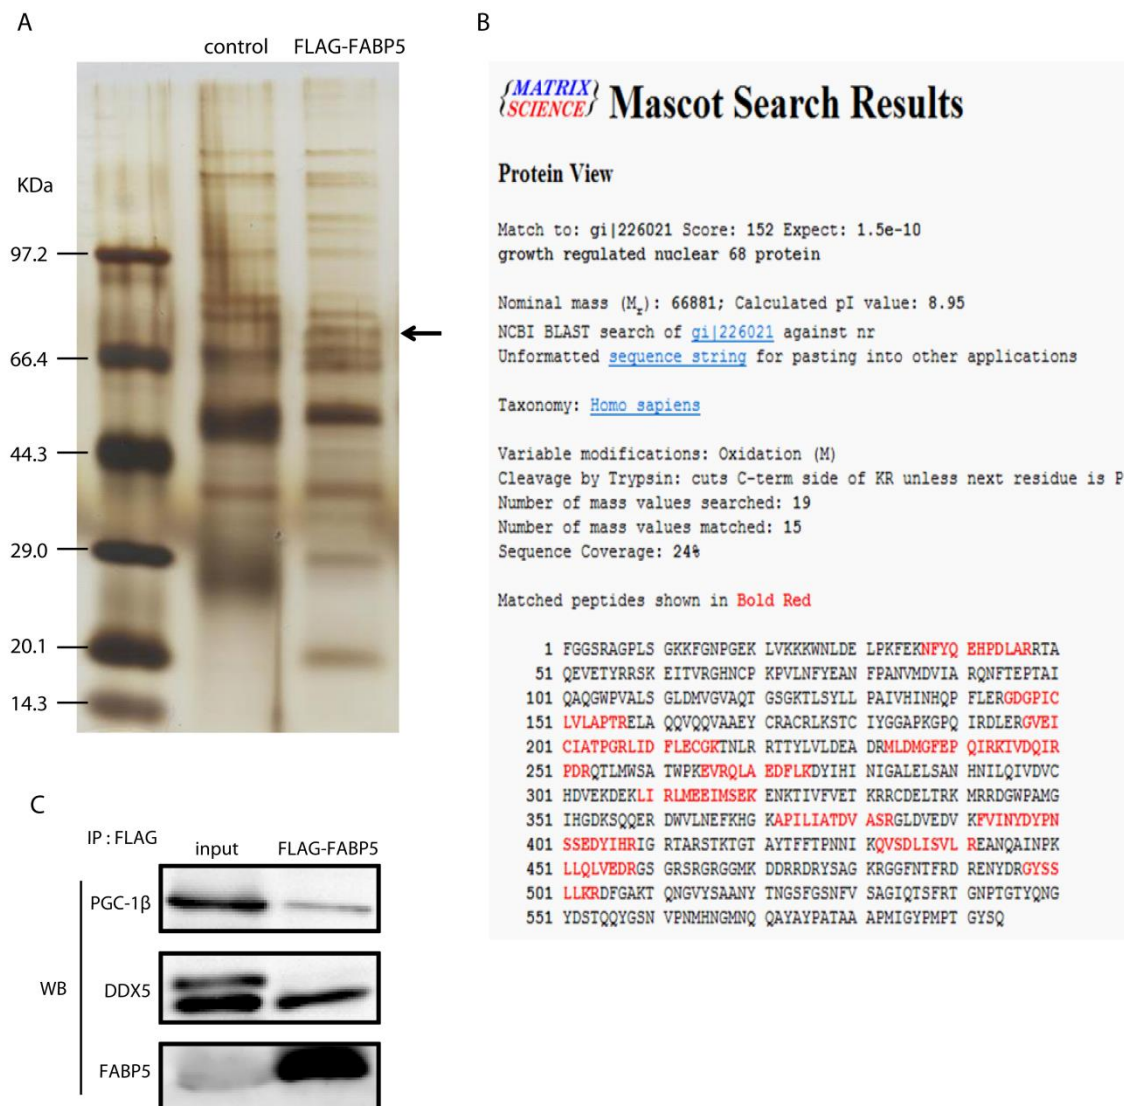 A
control FLAG-FABP5
KDa
97.2
66.4
44.3
29.0
20.1
14.3
B
{MATRIX
{SCIENCE} Mascot Search Results
Protein View
Match to: gi|226021 Score: 152 Expect: 1.5e-10
growth regulated nuclear 68 protein
Nominal mass (Mr): 66881; Calculated pI value: 8.95
NCBI BLAST search of gi|226021 against nr
Unformatted sequence string for pasting into other applications
Taxonomy: Homo sapiens
Variable modifications: Oxidation (M)
Cleavage by Trypsin: cuts C-term side of KR unless next residue is P
Number of mass values searched: 19
Number of mass values matched: 15
Sequence Coverage: 24%
Matched peptides shown in Bold Red
1 FGGSRAGPLS GKKFGNPGEK LVKKKWNLDE LPKFEKNFYQ EHPDLARRTA
51 QEVETYRRSK EITVRGHNCP KPVLNFYEAN FPANVMDVIA RQNFTEPTAI
101 QAQGWPVALS GLDMVGVAQT GSGKTLSYLL PAIVHINHQP FLERGDGPIC
151 LVLAPTRELA QQVQQVAAEY CRACRLKSTC IYGGAPKGPQ IRDLERGVEI
201 CIATPGRLID FLECGKTNLR RTTYLVLDEA DRMLDMGFEP QIRKIVDQIR
251 PDRQTLMWSA TWPKEVRQLA EDFLKDYIHI NIGALELSAN HNILQIVDVC
301 HDVEKDEKLI RLMEEIMSEK ENKTIVFVET KRRCDELTRK MRRDGWPAMG
351 IHGDKSQQER DWVLNEFKHG KAPILIATDV ASRGLDVEDV KFVINYDYPN
401 SSEDYIHRIG RTARSTKTGT AYTFFTPNNI KQVSDLISVL REANQAINPK
451 LLQLVEDRGS GRSRGRGGMK DDRRDRYSAG KRGGFNTFRD RENYDRGYSS
501 LLKRDFGAKT QNGVYSAANY TNGSFGSNFV SAGIQTSFRT GNPTGTYQNG
551 YDSTQQYGSN VPNMHNGMNQ QAYAYPATAA APMIGYPMPT GYSQ
C
IP : FLAG
input FLAG-FABP5
PGC-1β
WB
DDX5
FABP5